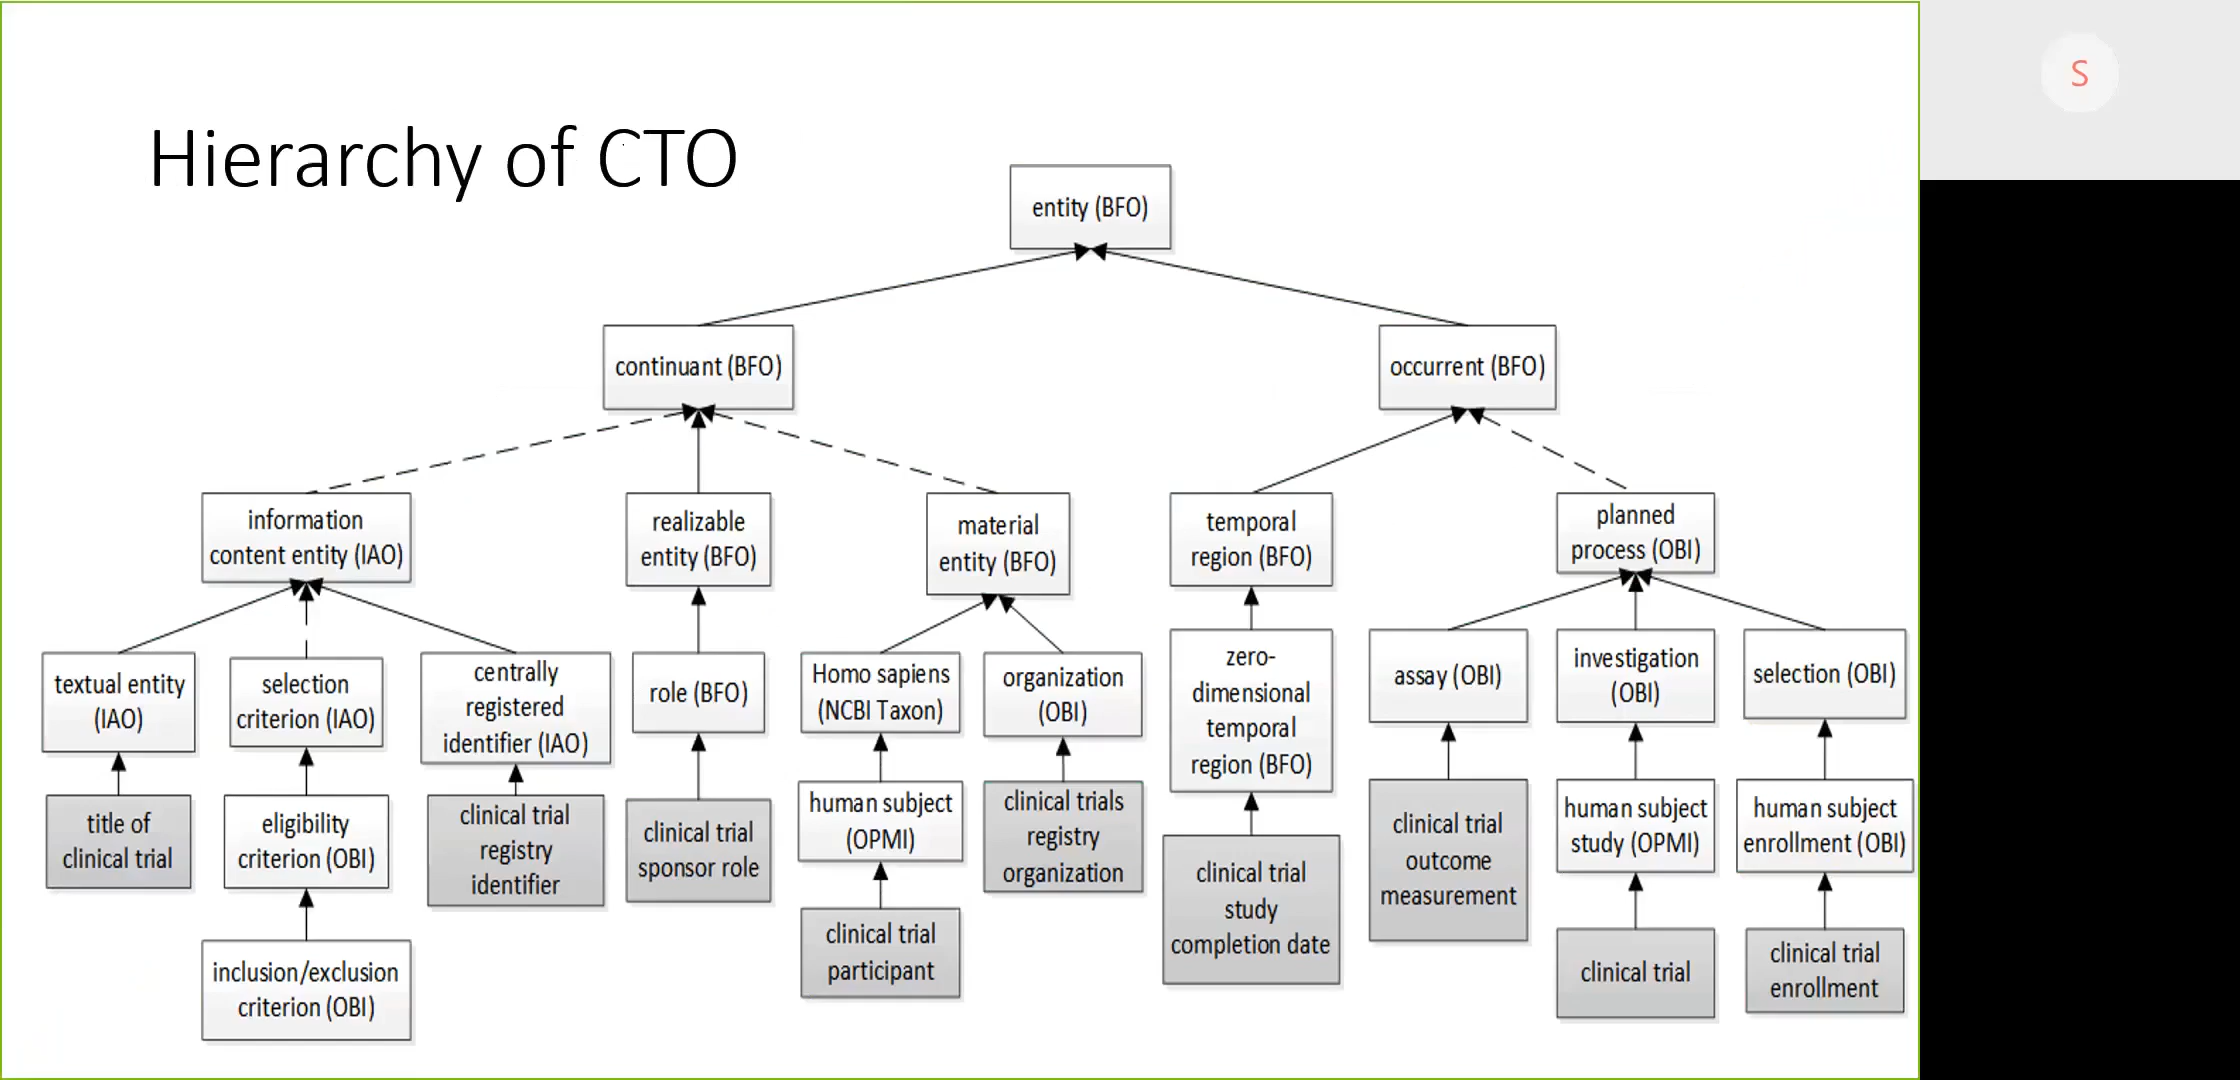 Hierarchy of CTO
S
entity (BFO)
continuant (BFO)
occurrent (BFO)
information
content entity (IAO)
realizable
entity (BFO)
material
entity (BFO)
temporal
region (BFO)
planned
process (OBI)
textual entity
(IAO)
selection
criterion (IAO)
centrally
registered
identifier (IAO)
role (BFO)
Homo sapiens
(NCBI Taxon)
organization
(OBI)
zero-
dimensional
temporal
region (BFO)
assay (OBI)
investigation
(OBI)
selection (OBI)
title of
clinical trial
eligibility
criterion (OBI)
clinical trial
registry
identifier
clinical trial
sponsor role
human subject
(OPMI)
clinical trials
registry
organization
clinical trial
study
completion date
clinical trial
outcome
measurement
human subject
study (OPMI)
human subject
enrollment (OBI)
inclusion/exclusion
criterion (OBI)
clinical trial
participant
clinical trial
clinical trial
enrollment